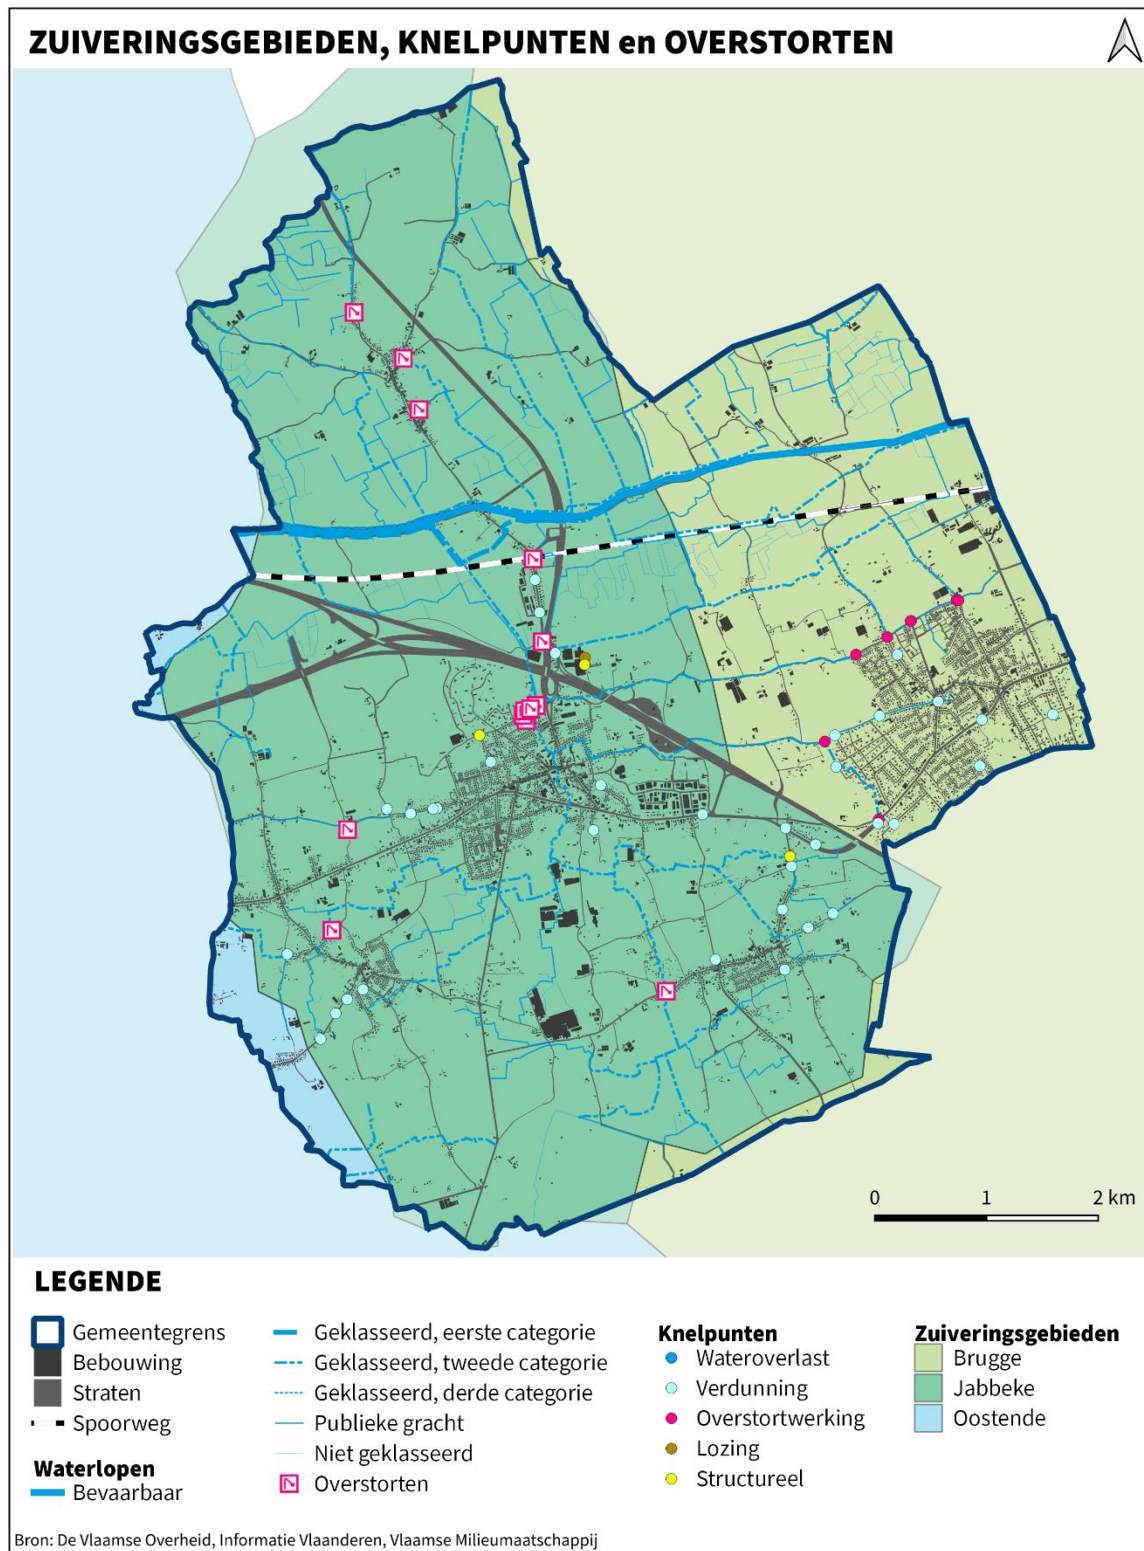 ZUIVERINGSGEBIEDEN, KNELPUNTEN en OVERSTORTEN
0 1 2 km
LEGENDE
Gemeentegrens
Bebouwing
Straten
Spoorweg
Waterlopen
Bevaarbaar
Geklasseerd, eerste categorie
Geklasseerd, tweede categorie
Geklasseerd, derde categorie
Publieke gracht
Niet geklasseerd
Overstorten
Knelpunten
Wateroverlast
Verdunning
Overstortwerking
Lozing
Structureel
Zuiveringsgebieden
Brugge
Jabbeke
Oostende
Bron: De Vlaamse Overheid, Informatie Vlaanderen, Vlaamse Milieumaatschappij